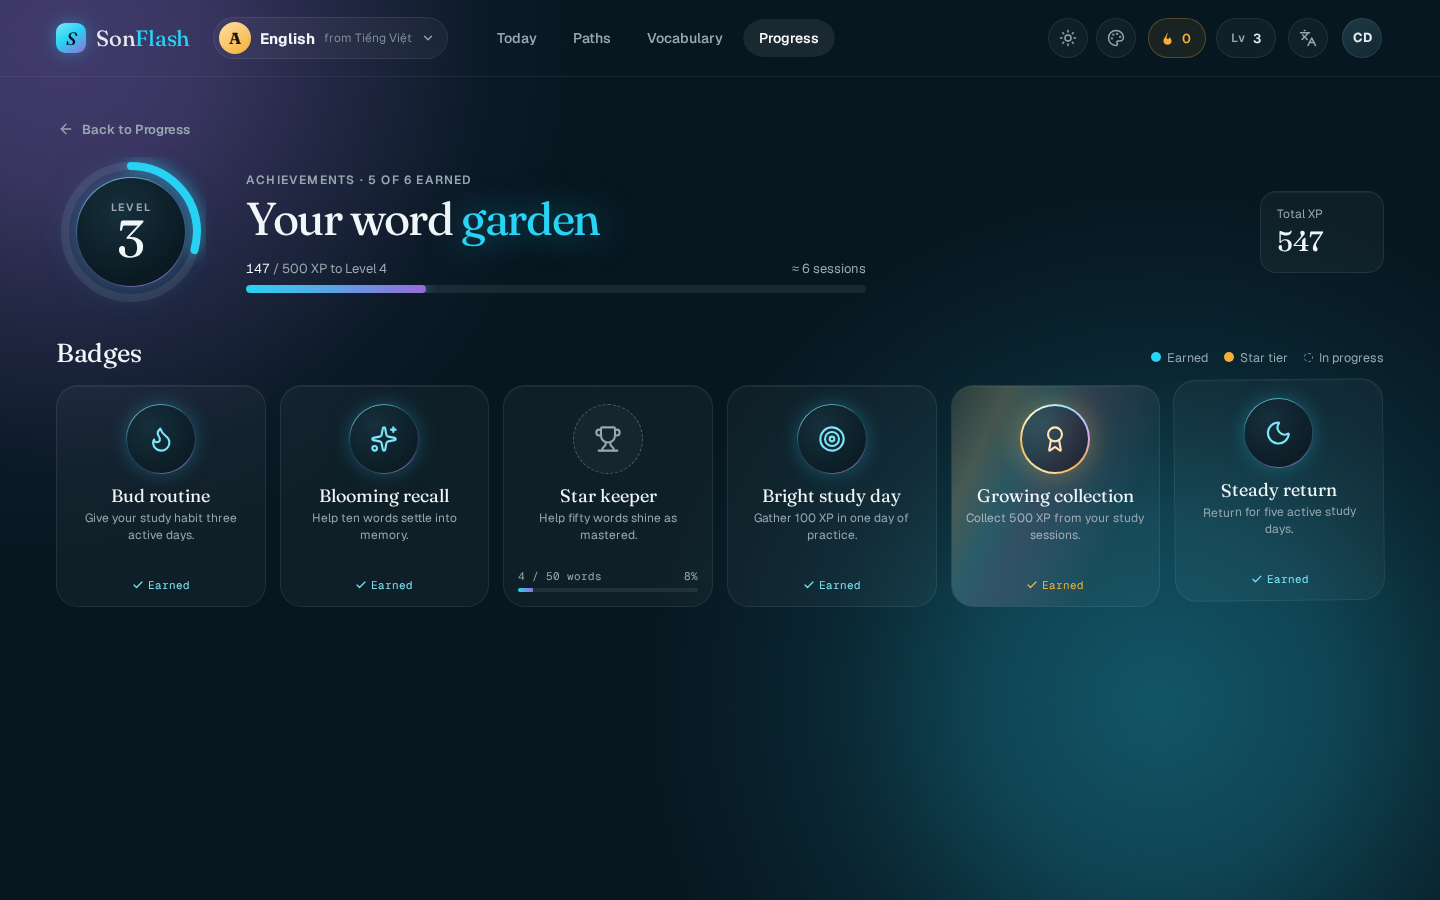 S SonFlash
A English from Tiếng Việt
Today Paths Vocabulary Progress
0
Lv 3
CD
Back to Progress
LEVEL
3
ACHIEVEMENTS · 5 OF 6 EARNED
Your word garden
147 / 500 XP to Level 4
≈ 6 sessions
Total XP
547
Badges
Earned Star tier In progress
Bud routine
Give your study habit three
active days.
Earned
Blooming recall
Help ten words settle into
memory.
Earned
Star keeper
Help fifty words shine as
mastered.
4 / 50 words 8%
Bright study day
Gather 100 XP in one day of
practice.
Earned
Growing collection
Collect 500 XP from your study
sessions.
Earned
Steady return
Return for five active study
days.
Earned